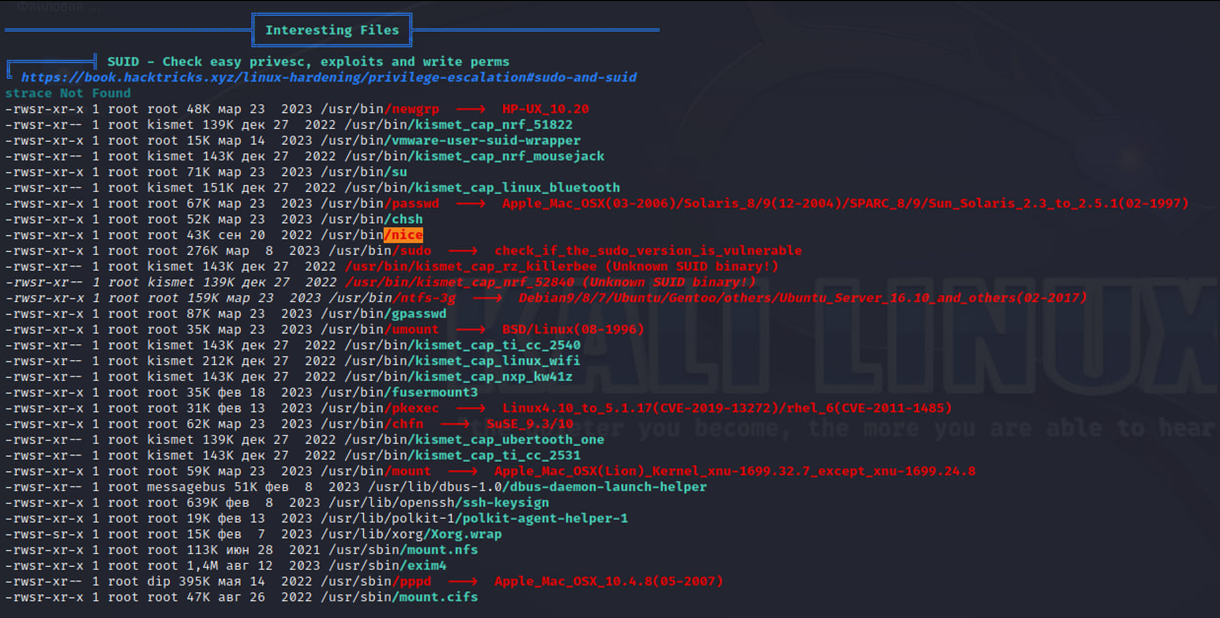 Interesting Files
SUID - Check easy privesc, exploits and write perms
https://book.hacktricks.xyz/linux-hardening/privilege-escalation#sudo-and-suid
strace Not Found
-rwsr-xr-x 1 root root 48K мар 23  2023 /usr/bin/newgrp  --->  HP-UX_10.20
-rwsr-xr-- 1 root kismet 139K дек 27  2022 /usr/bin/kismet_cap_nrf_51822
-rwsr-xr-x 1 root root 15K мар 14  2023 /usr/bin/vmware-user-suid-wrapper
-rwsr-xr-- 1 root kismet 143K дек 27  2022 /usr/bin/kismet_cap_nrf_mousejack
-rwsr-xr-x 1 root root 71K мар 23  2023 /usr/bin/su
-rwsr-xr-- 1 root kismet 151K дек 27  2022 /usr/bin/kismet_cap_linux_bluetooth
-rwsr-xr-x 1 root root 67K мар 23  2023 /usr/bin/passwd  --->  Apple_Mac_OSX(03-2006)/Solaris_8/9(12-2004)/SPARC_8/9/Sun_Solaris_2.3_to_2.5.1(02-1997)
-rwsr-xr-x 1 root root 52K мар 23  2023 /usr/bin/chsh
-rwsr-xr-x 1 root root 43K сен 20  2022 /usr/bin/nice
-rwsr-xr-x 1 root root 276K мар  8  2023 /usr/bin/sudo  --->  check_if_the_sudo_version_is_vulnerable
-rwsr-xr-- 1 root kismet 143K дек 27  2022 /usr/bin/kismet_cap_rz_killerbee (Unknown SUID binary!)
-rwsr-xr-- 1 root kismet 139K дек 27  2022 /usr/bin/kismet_cap_nrf_52840 (Unknown SUID binary!)
-rwsr-xr-x 1 root root 159K мар 23  2023 /usr/bin/ntfs-3g  --->  Debian9/8/7/Ubuntu/Gentoo/others/Ubuntu_Server_16.10_and_others(02-2017)
-rwsr-xr-x 1 root root 87K мар 23  2023 /usr/bin/gpasswd
-rwsr-xr-x 1 root root 35K мар 23  2023 /usr/bin/umount  --->  BSD/Linux(08-1996)
-rwsr-xr-- 1 root kismet 143K дек 27  2022 /usr/bin/kismet_cap_ti_cc_2540
-rwsr-xr-- 1 root kismet 212K дек 27  2022 /usr/bin/kismet_cap_linux_wifi
-rwsr-xr-- 1 root kismet 143K дек 27  2022 /usr/bin/kismet_cap_nxp_kw41z
-rwsr-xr-x 1 root root 35K фев 18  2023 /usr/bin/fusermount3
-rwsr-xr-x 1 root root 31K фев 13  2023 /usr/bin/pkexec  --->  Linux4.10_to_5.1.17(CVE-2019-13272)/rhel_6(CVE-2011-1485)
-rwsr-xr-x 1 root root 62K мар 23  2023 /usr/bin/chfn  --->  SuSE_9.3/10
-rwsr-xr-- 1 root kismet 139K дек 27  2022 /usr/bin/kismet_cap_ubertooth_one
-rwsr-xr-- 1 root kismet 143K дек 27  2022 /usr/bin/kismet_cap_ti_cc_2531
-rwsr-xr-x 1 root root 59K мар 23  2023 /usr/bin/mount  --->  Apple_Mac_OSX(Lion)_Kernel_xnu-1699.32.7_except_xnu-1699.24.8
-rwsr-xr-- 1 root messagebus 51K фев  8  2023 /usr/lib/dbus-1.0/dbus-daemon-launch-helper
-rwsr-xr-x 1 root root 639K фев  8  2023 /usr/lib/openssh/ssh-keysign
-rwsr-xr-x 1 root root 19K фев 13  2023 /usr/lib/polkit-1/polkit-agent-helper-1
-rwsr-sr-x 1 root root 15K фев  7  2023 /usr/lib/xorg/Xorg.wrap
-rwsr-xr-x 1 root root 113K июн 28  2021 /usr/sbin/mount.nfs
-rwsr-xr-x 1 root root 1,4M авг 12  2023 /usr/sbin/exim4
-rwsr-xr-- 1 root dip 395K мая 14  2022 /usr/sbin/pppd  --->  Apple_Mac_OSX_10.4.8(05-2007)
-rwsr-xr-x 1 root root 47K авг 26  2022 /usr/sbin/mount.cifs
KALI LINUX
you become, the more you are able to hear